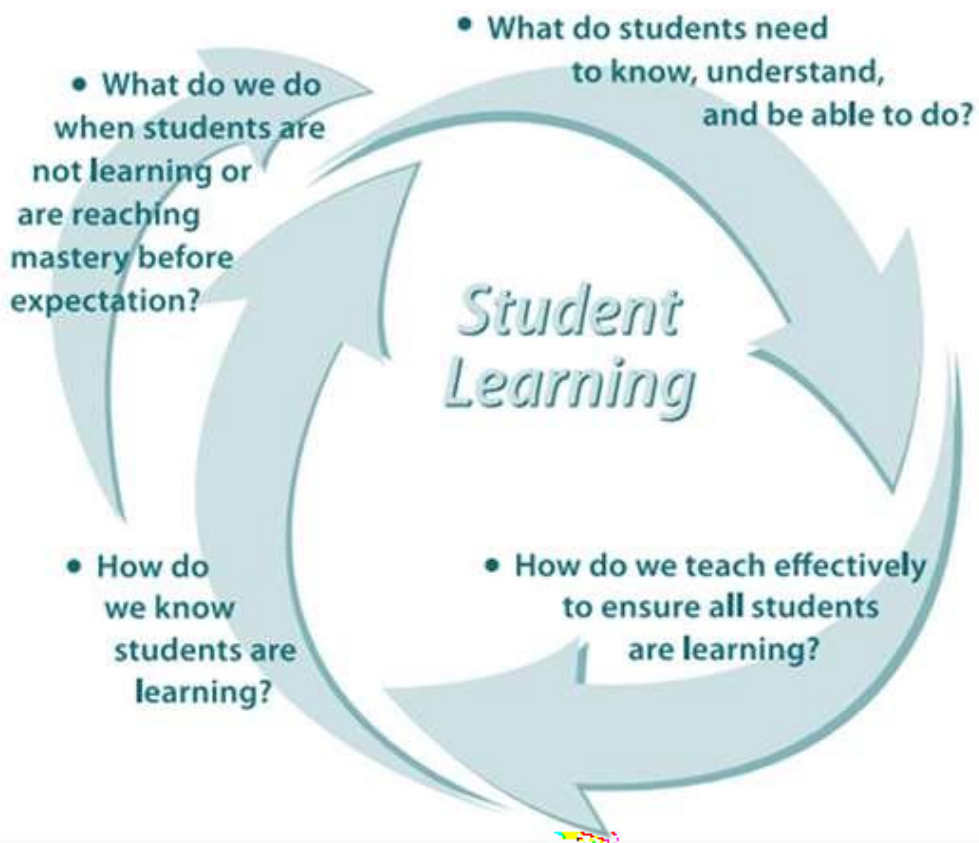 • What do students need
to know, understand,
and be able to do?
• What do we do
when students are
not learning or
are reaching
mastery before
expectation?
Student
Learning
• How do we teach effectively
to ensure all students
are learning?
• How do
we know
students are
learning?